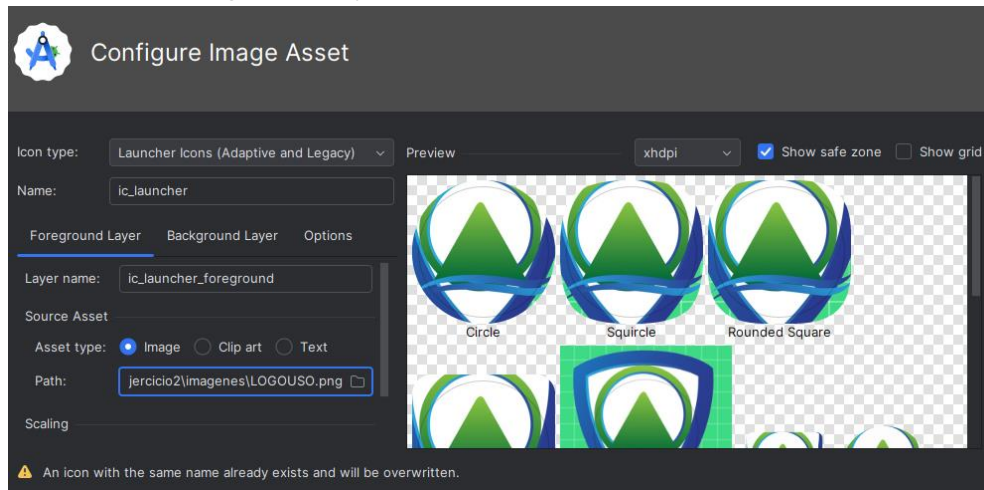 Configure Image Asset
Icon type: Launcher Icons (Adaptive and Legacy)
Preview xhdpi Show safe zone Show grid
Name: ic_launcher
Foreground Layer Background Layer Options
Layer name: ic_launcher_foreground
Source Asset
Asset type: Image Clip art Text
Path: jercicio2\imagenes\LOGOUSO.png
Scaling
Circle Squircle Rounded Square
An icon with the same name already exists and will be overwritten.